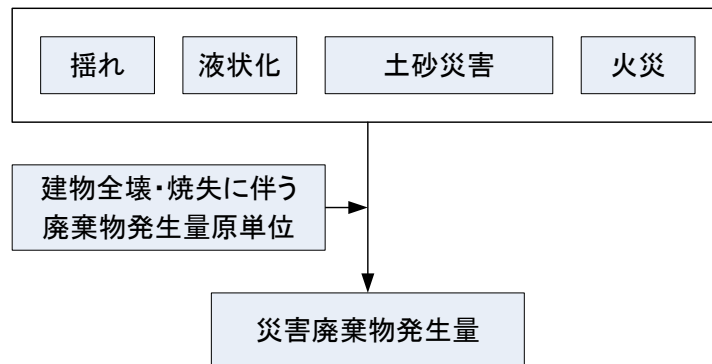 揺れ 液状化 土砂災害 火災
建物全壊・焼失に伴う
廃棄物発生量原単位
災害廃棄物発生量